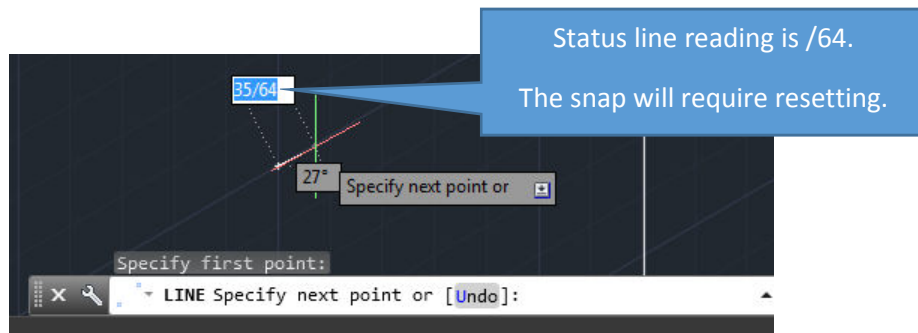 Status line reading is /64.
The snap will require resetting.
35/64
27°
Specify next point or
Specify first point:
LINE Specify next point or [Undo]: